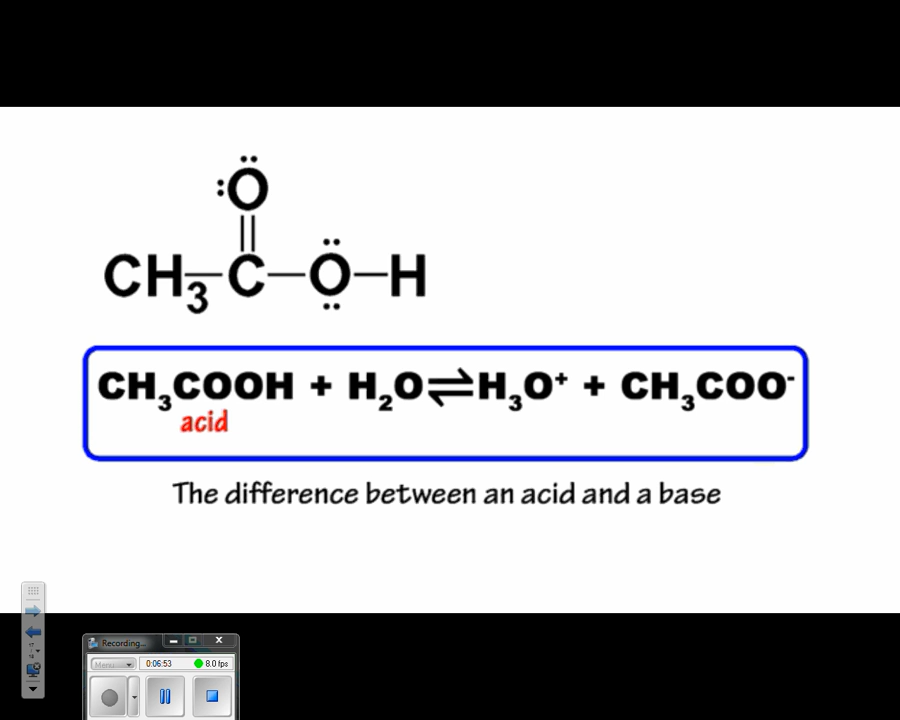 :Ö
CH₃—C—Ö—H
CH₃COOH + H₂O⇌H₃O⁺ + CH₃COO⁻
acid
The difference between an acid and a base
Recording...
Menu 0:06:53 8.0 fps